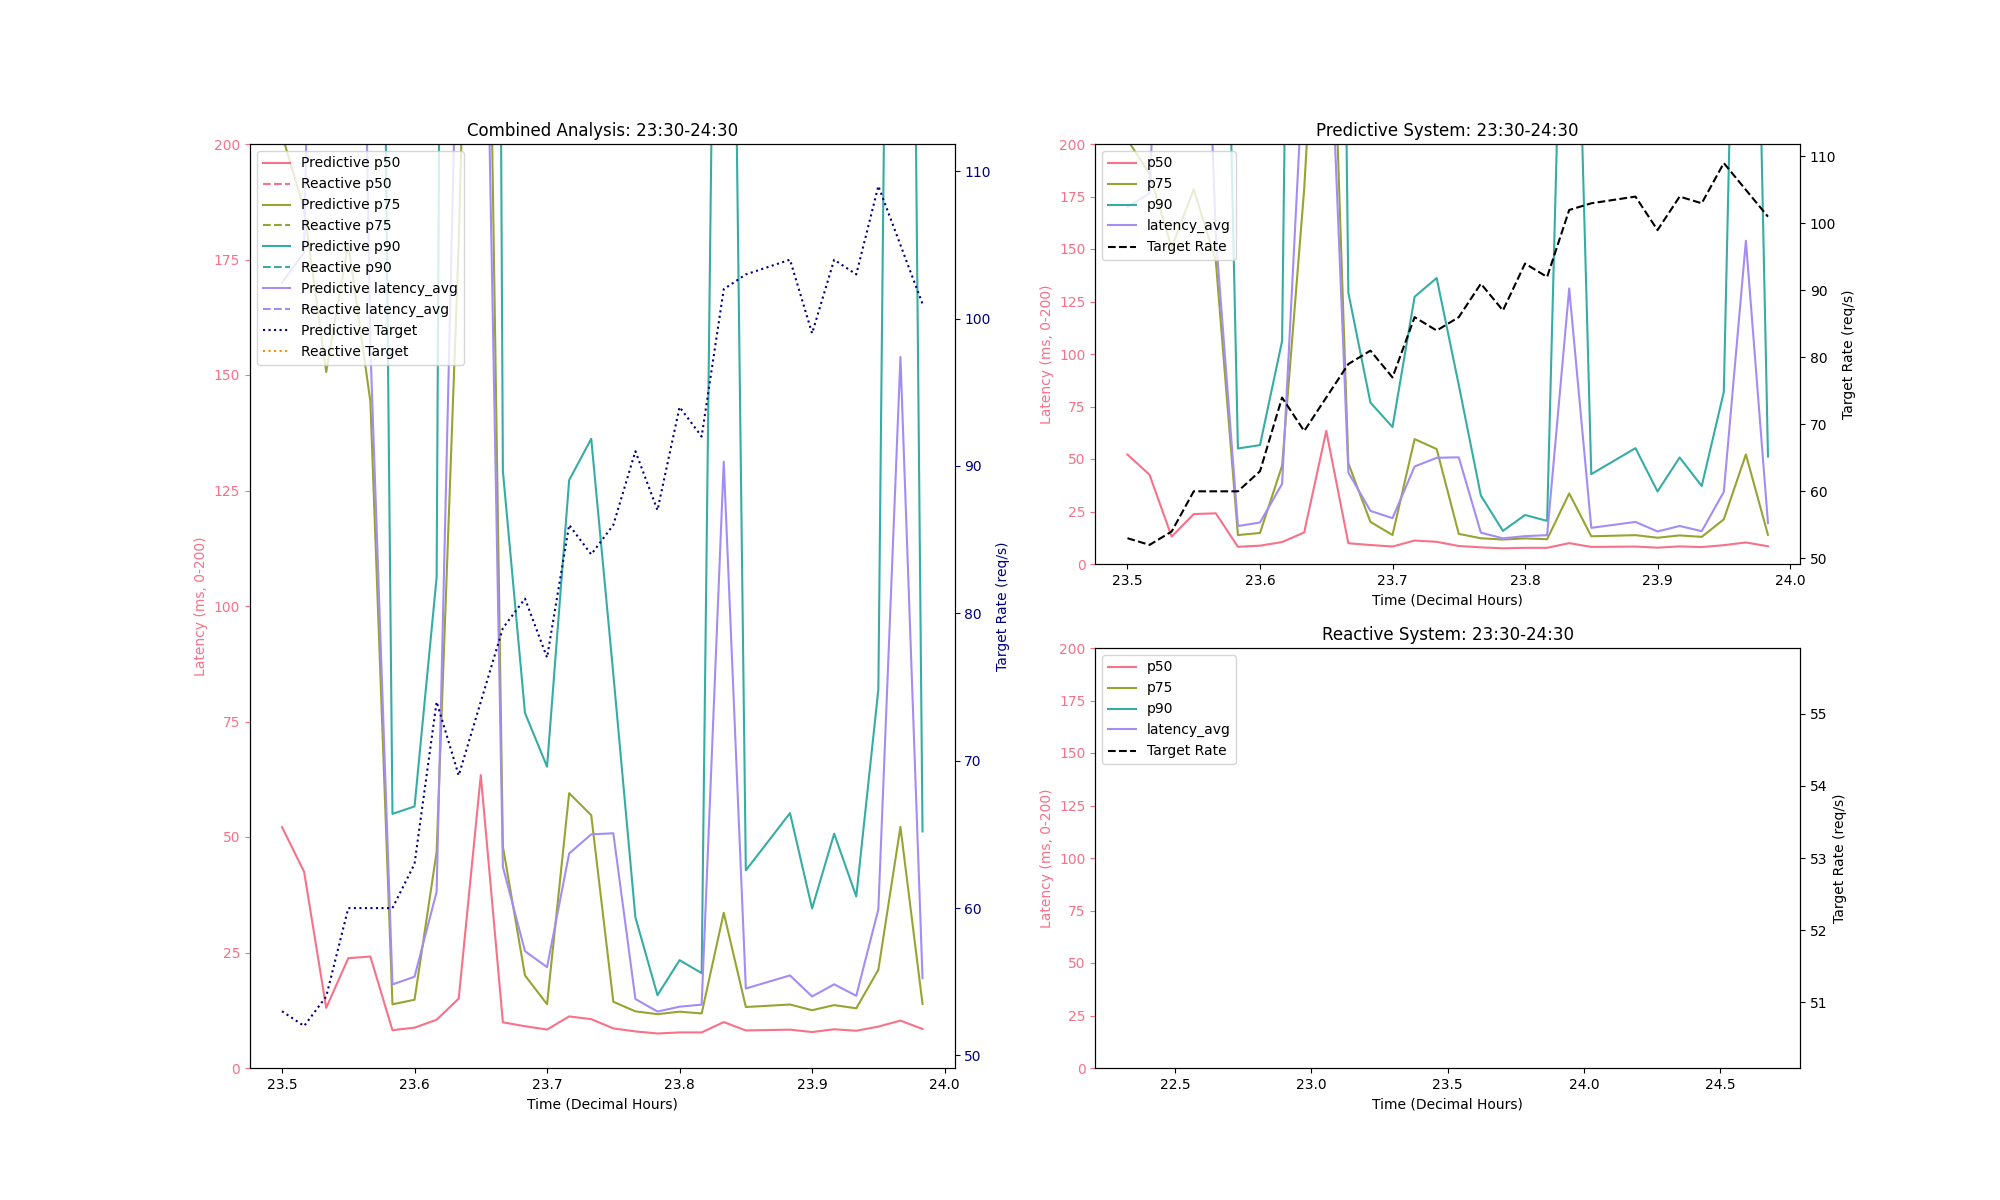 Combined Analysis: 23:30-24:30
200
175
150
125
100
75
50
25
0
Latency (ms, 0-200)
Predictive p50
Reactive p50
Predictive p75
Reactive p75
Predictive p90
Reactive p90
Predictive latency_avg
Reactive latency_avg
Predictive Target
Reactive Target
110
100
90
80
70
60
50
Target Rate (req/s)
23.5 23.6 23.7 23.8 23.9 24.0
Time (Decimal Hours)
Predictive System: 23:30-24:30
200
175
150
125
100
75
50
25
0
Latency (ms, 0-200)
p50
p75
p90
latency_avg
Target Rate
110
100
90
80
70
60
50
Target Rate (req/s)
23.5 23.6 23.7 23.8 23.9 24.0
Time (Decimal Hours)
Reactive System: 23:30-24:30
200
175
150
125
100
75
50
25
0
Latency (ms, 0-200)
p50
p75
p90
latency_avg
Target Rate
55
54
53
52
51
Target Rate (req/s)
22.5 23.0 23.5 24.0 24.5
Time (Decimal Hours)